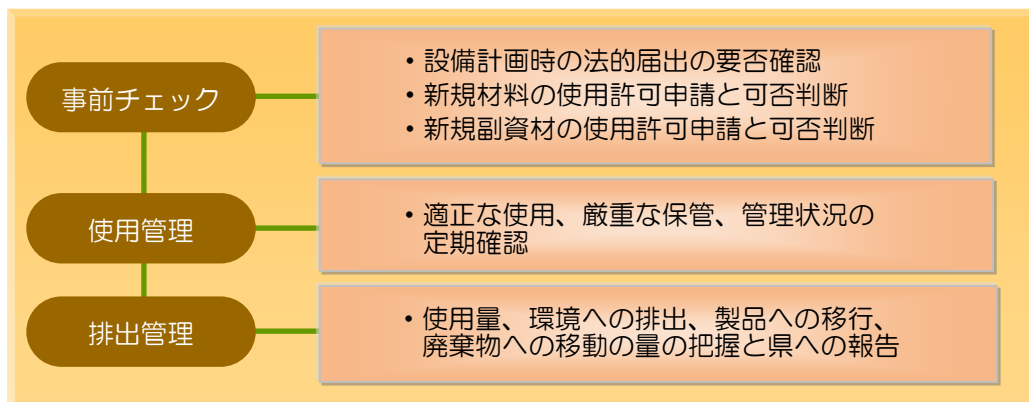 事前チェック
・設備計画時の法的届出の要否確認
・新規材料の使用許可申請と可否判断
・新規副資材の使用許可申請と可否判断
使用管理
・適正な使用、厳重な保管、管理状況の
定期確認
排出管理
・使用量、環境への排出、製品への移行、
廃棄物への移動の量の把握と県への報告